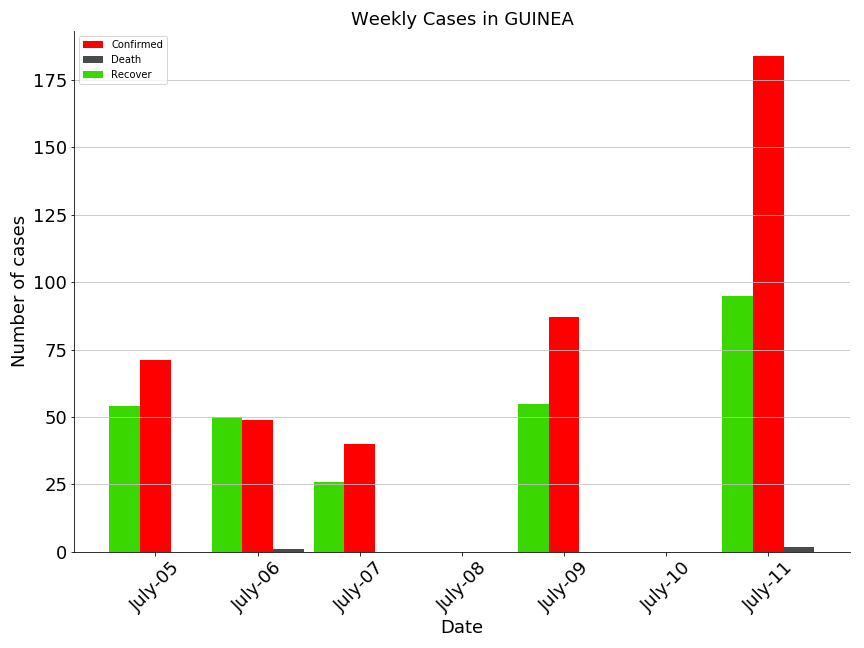 Weekly Cases in GUINEA
Confirmed
Death
Recover
Number of cases
175
150
125
100
75
50
25
0
July-05
July-06
July-07
July-08
July-09
July-10
July-11
Date